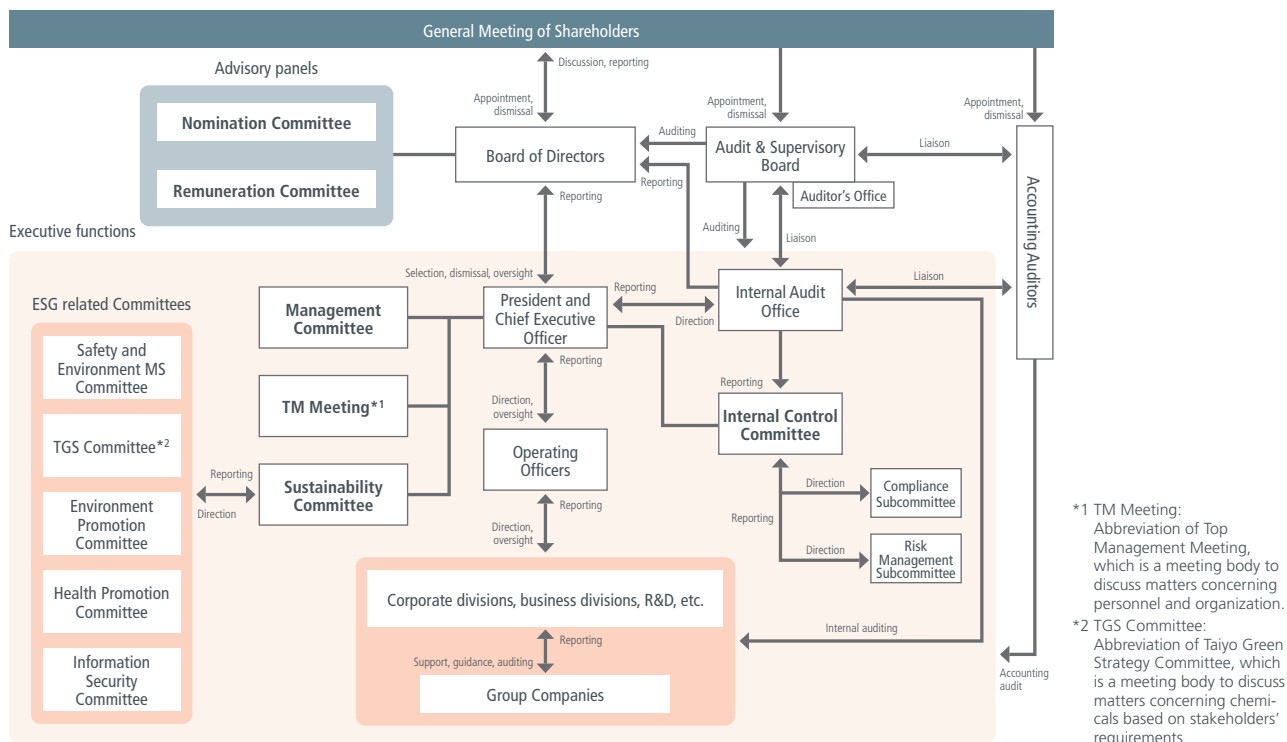 General Meeting of Shareholders
Advisory panels
Discussion, reporting
Nomination Committee
Remuneration Committee
Appointment,
dismissal
Appointment,
dismissal
Appointment,
dismissal
Board of Directors
Auditing
Audit & Supervisory
Board
Liaison
Auditor's Office
Accounting Auditors
Reporting
Reporting
Auditing
Liaison
Executive functions
Selection, dismissal, oversight
ESG related Committees
Safety and
Environment MS
Committee
TGS Committee*2
Environment
Promotion
Committee
Health Promotion
Committee
Information
Security
Committee
Reporting
Direction
Management
Committee
TM Meeting*1
Sustainability
Committee
President and
Chief Executive
Officer
Reporting
Direction
Internal Audit
Office
Liaison
Reporting
Direction,
oversight
Operating
Officers
Reporting
Direction,
oversight
Reporting
Internal Control
Committee
Direction
Compliance
Subcommittee
Reporting
Direction
Risk
Management
Subcommittee
Corporate divisions, business divisions, R&D, etc.
Reporting
Support, guidance, auditing
Group Companies
Internal auditing
Accounting
audit
*1 TM Meeting:
Abbreviation of Top
Management Meeting,
which is a meeting body to
discuss matters concerning
personnel and organization.
*2 TGS Committee:
Abbreviation of Taiyo Green
Strategy Committee, which
is a meeting body to discuss
matters concerning chemi-
cals based on stakeholders'
requirements